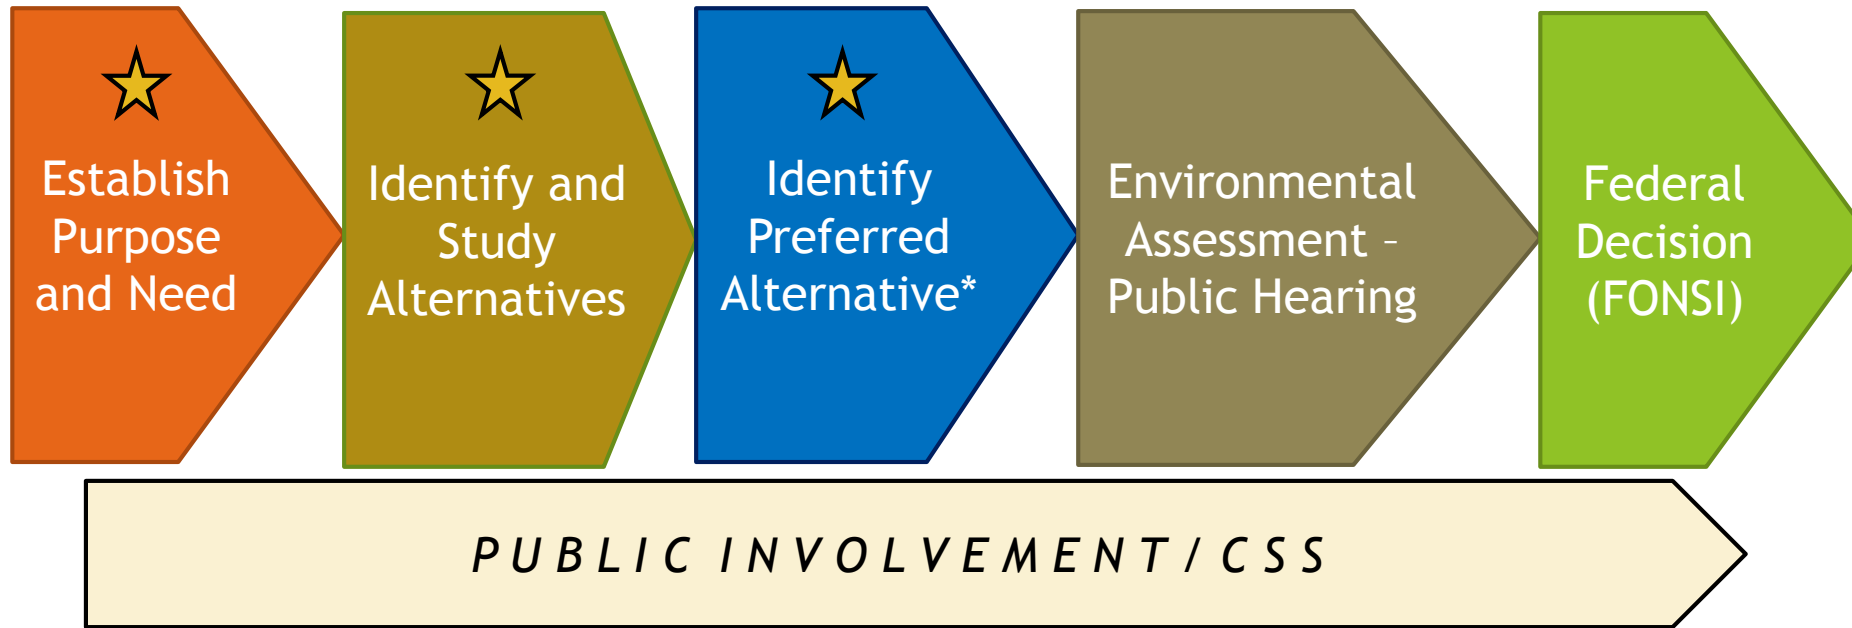 Establish
Purpose
and Need
Identify and
Study
Alternatives
Identify
Preferred
Alternative*
Environmental
Assessment –
Public Hearing
Federal
Decision
(FONSI)
PUBLIC INVOLVEMENT/CSS